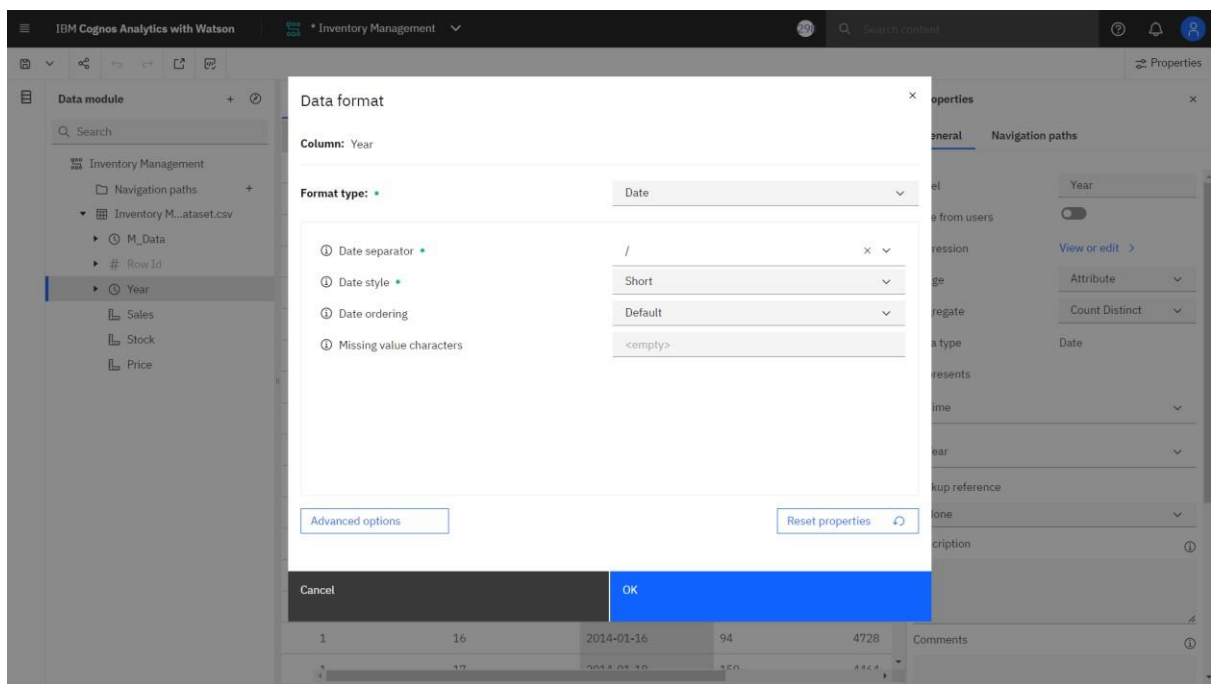 IBM Cognos Analytics with Watson
* Inventory Management
Search content
Properties
Data module
Search
Inventory Management
Navigation paths
Inventory M...ataset.csv
M_Data
# Row Id
Year
Sales
Stock
Price
Data format
Column: Year
Format type:
Date
Date separator
/
Date style
Short
Date ordering
Default
Missing value characters
<empty>
Advanced options
Reset properties
Cancel
OK
operties
eneral Navigation paths
el Year
e from users
ression View or edit >
ge Attribute
regate Count Distinct
a type Date
resents
ime
ear
kup reference
lone
cription
Comments
1 16 2014-01-16 94 4728